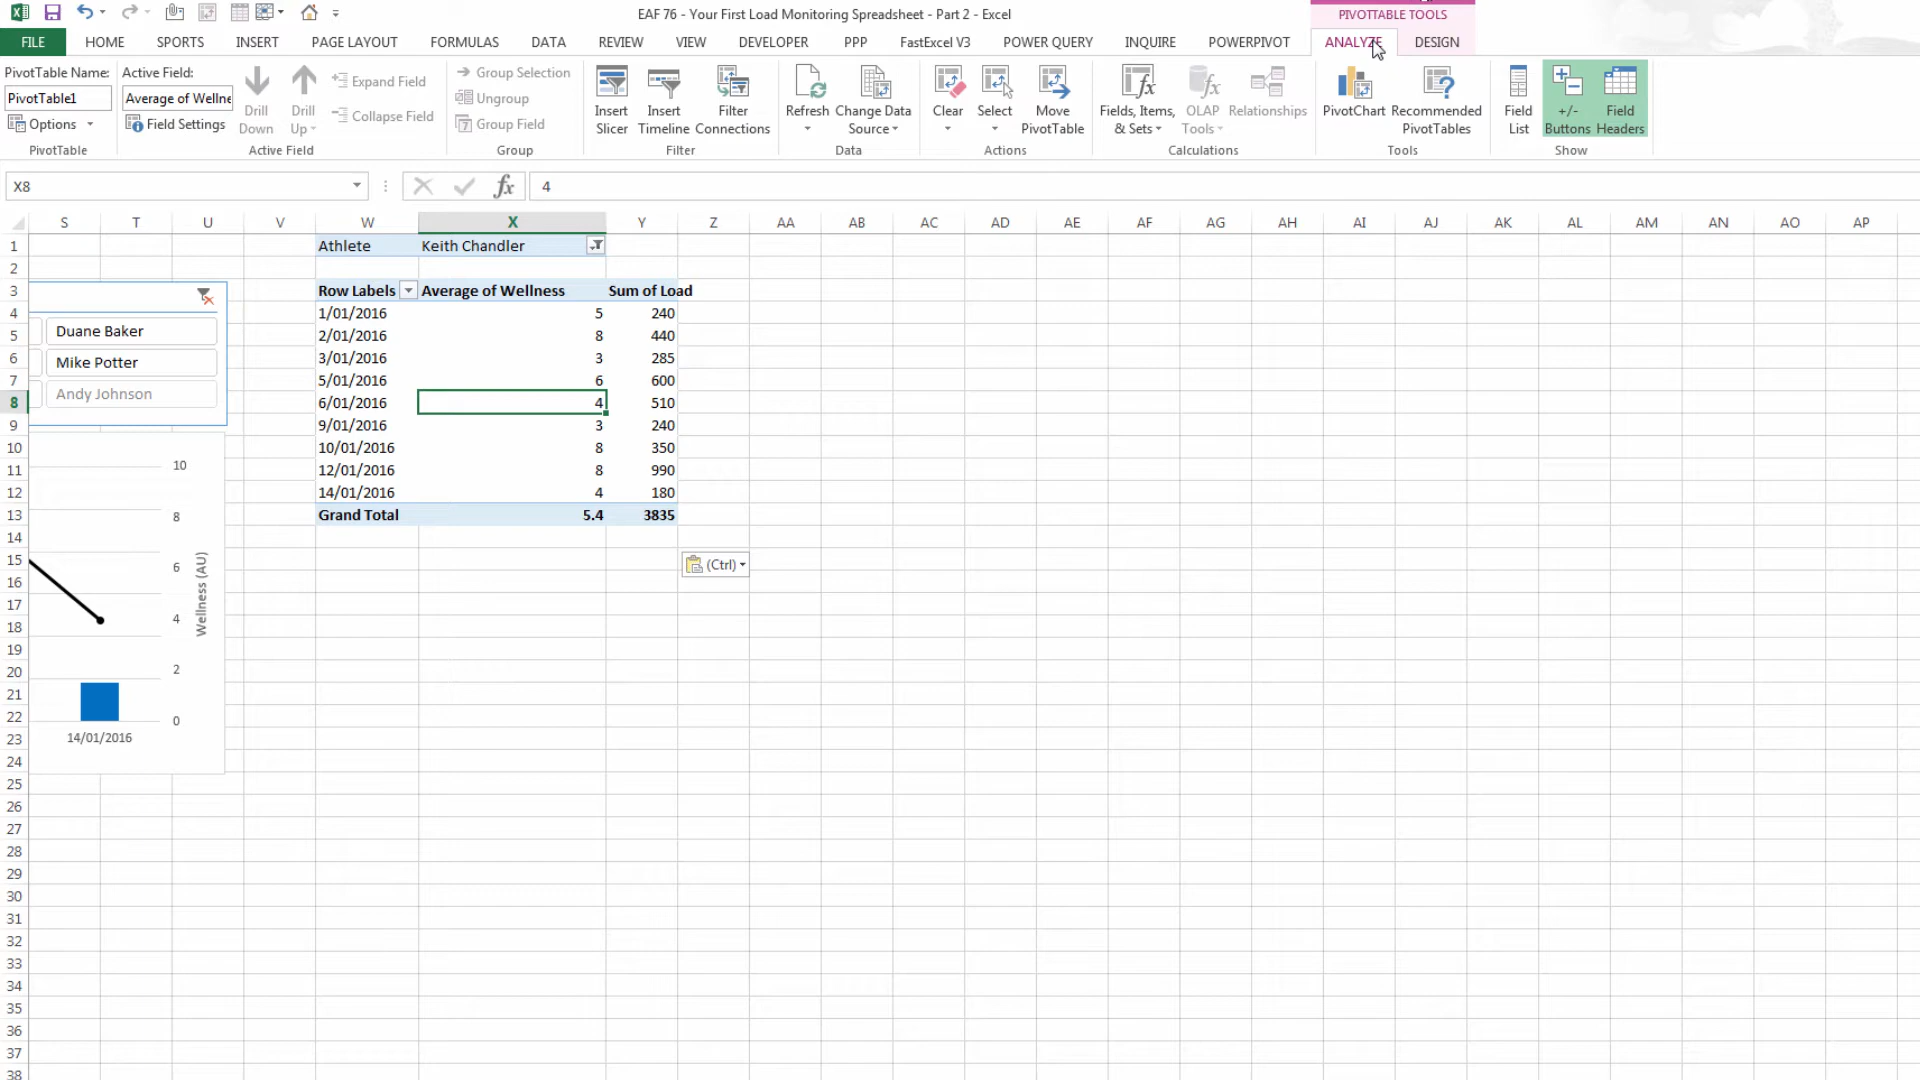 EAF 76 - Your First Load Monitoring Spreadsheet - Part 2 - Excel
PIVOTTABLE TOOLS
FILE HOME SPORTS INSERT PAGE LAYOUT FORMULAS DATA REVIEW VIEW DEVELOPER PPP FastExcel V3 POWER QUERY INQUIRE POWERPIVOT ANALYZE DESIGN
PivotTable Name:
PivotTable1
Options
PivotTable
Active Field:
Average of Wellne
Field Settings
Drill Down
Drill Up
Expand Field
Collapse Field
Active Field
Group Selection
Ungroup
Group Field
Group
Insert Slicer
Insert Timeline
Filter Connections
Filter
Refresh
Change Data Source
Data
Clear
Select
Move PivotTable
Actions
Fields, Items, & Sets
OLAP Tools
Relationships
Calculations
PivotChart
Recommended PivotTables
Tools
Field List
+/- Buttons
Field Headers
Show
X8 fx 4
S T U V W X Y Z AA AB AC AD AE AF AG AH AI AJ AK AL AM AN AO AP
1 Athlete Keith Chandler
2
3 Row Labels Average of Wellness Sum of Load
4 1/01/2016 5 240
5 Duane Baker 2/01/2016 8 440
6 Mike Potter 3/01/2016 3 285
7 Andy Johnson 5/01/2016 6 600
8 6/01/2016 4 510
9 9/01/2016 3 240
10 10/01/2016 8 350
11 12/01/2016 8 990
12 14/01/2016 4 180
13 Grand Total 5.4 3835
14
15
16
17
18
19
20
21
22
23
24
25
26
27
28
29
30
31
32
33
34
35
36
37
38
(Ctrl)
10
8
6
4
2
0
Wellness (AU)
14/01/2016